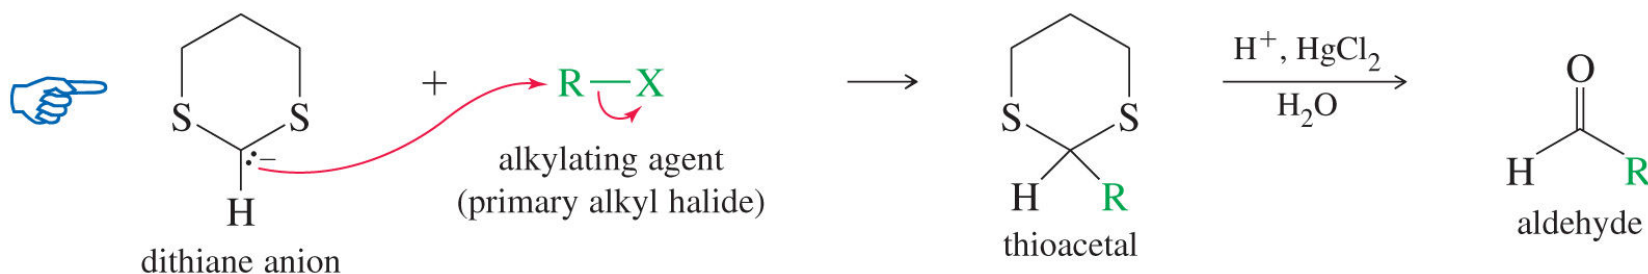 S S
:−
H
dithiane anion
+
R—X
alkylating agent
(primary alkyl halide)
S S
H R
thioacetal
H⁺, HgCl₂
H₂O
O
H R
aldehyde